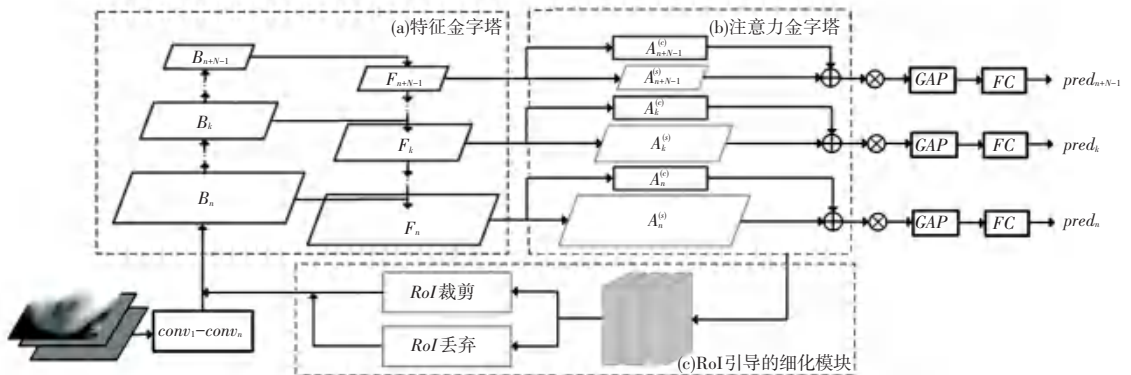 (a)特征金字塔
(b)注意力金字塔
B_{n+N-1}
F_{n+N-1}
A_{n+N-1}^{(c)}
A_{n+N-1}^{(s)}
GAP
FC
pred_{n+N-1}
B_k
F_k
A_k^{(c)}
A_k^{(s)}
GAP
FC
pred_k
B_n
F_n
A_n^{(c)}
A_n^{(s)}
GAP
FC
pred_n
conv_1-conv_n
RoI裁剪
RoI丢弃
(c)RoI引导的细化模块